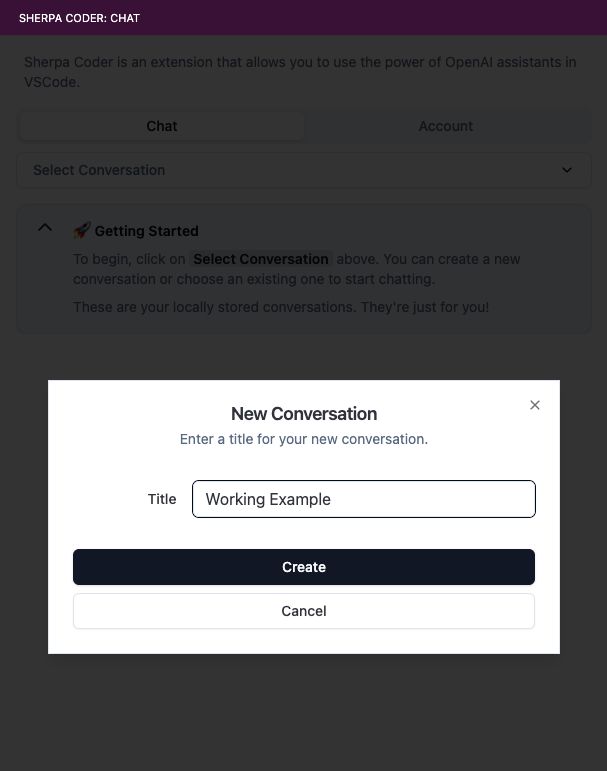 SHERPA CODER: CHAT
Sherpa Coder is an extension that allows you to use the power of OpenAI assistants in
VSCode.
Chat
Account
Select Conversation
🚀 Getting Started
To begin, click on Select Conversation above. You can create a new
conversation or choose an existing one to start chatting.
These are your locally stored conversations. They're just for you!
New Conversation
Enter a title for your new conversation.
Title
Working Example
Create
Cancel